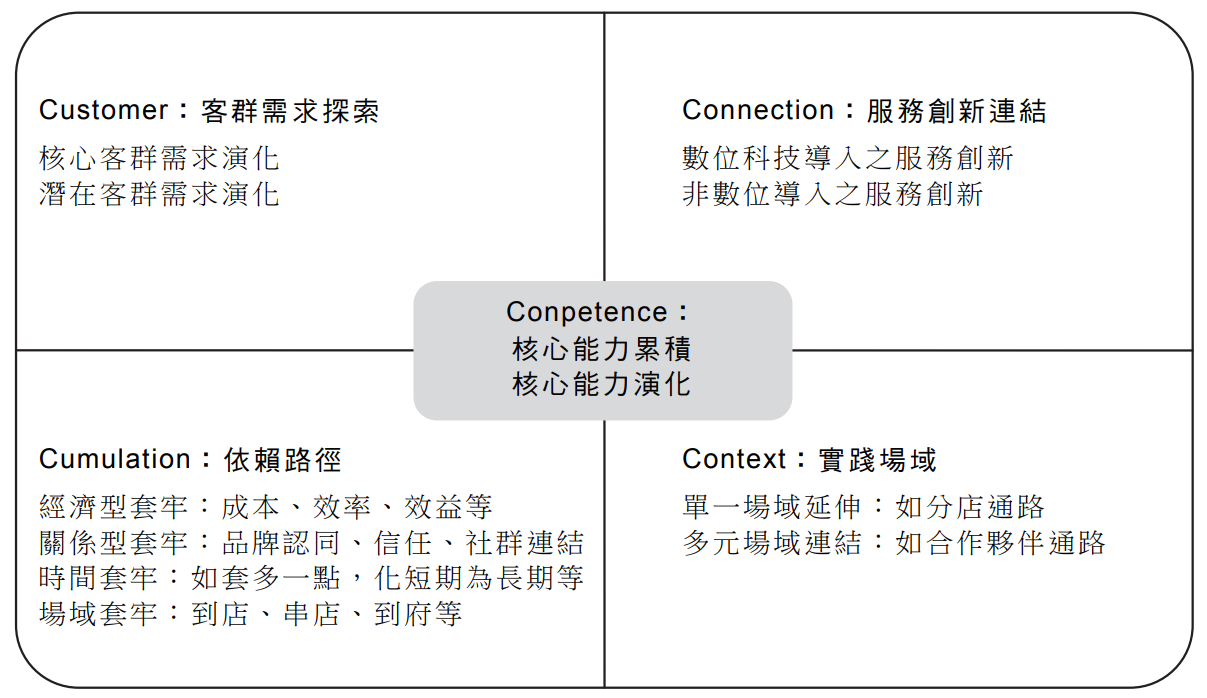 Customer：客群需求探索
核心客群需求演化
潛在客群需求演化
Connection：服務創新連結
數位科技導入之服務創新
非數位導入之服務創新
Conpetence：
核心能力累積
核心能力演化
Cumulation：依賴路徑
經濟型套牢：成本、效率、效益等
關係型套牢：品牌認同、信任、社群連結
時間套牢：如套多一點，化短期為長期等
場域套牢：到店、串店、到府等
Context：實踐場域
單一場域延伸：如分店通路
多元場域連結：如合作夥伴通路